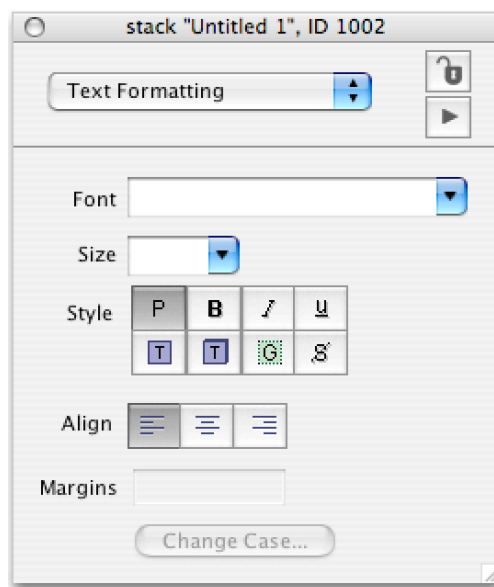 stack "Untitled 1", ID 1002
Text Formatting
Font
Size
Style
P B I U
T T G S
Align
Margins
Change Case...